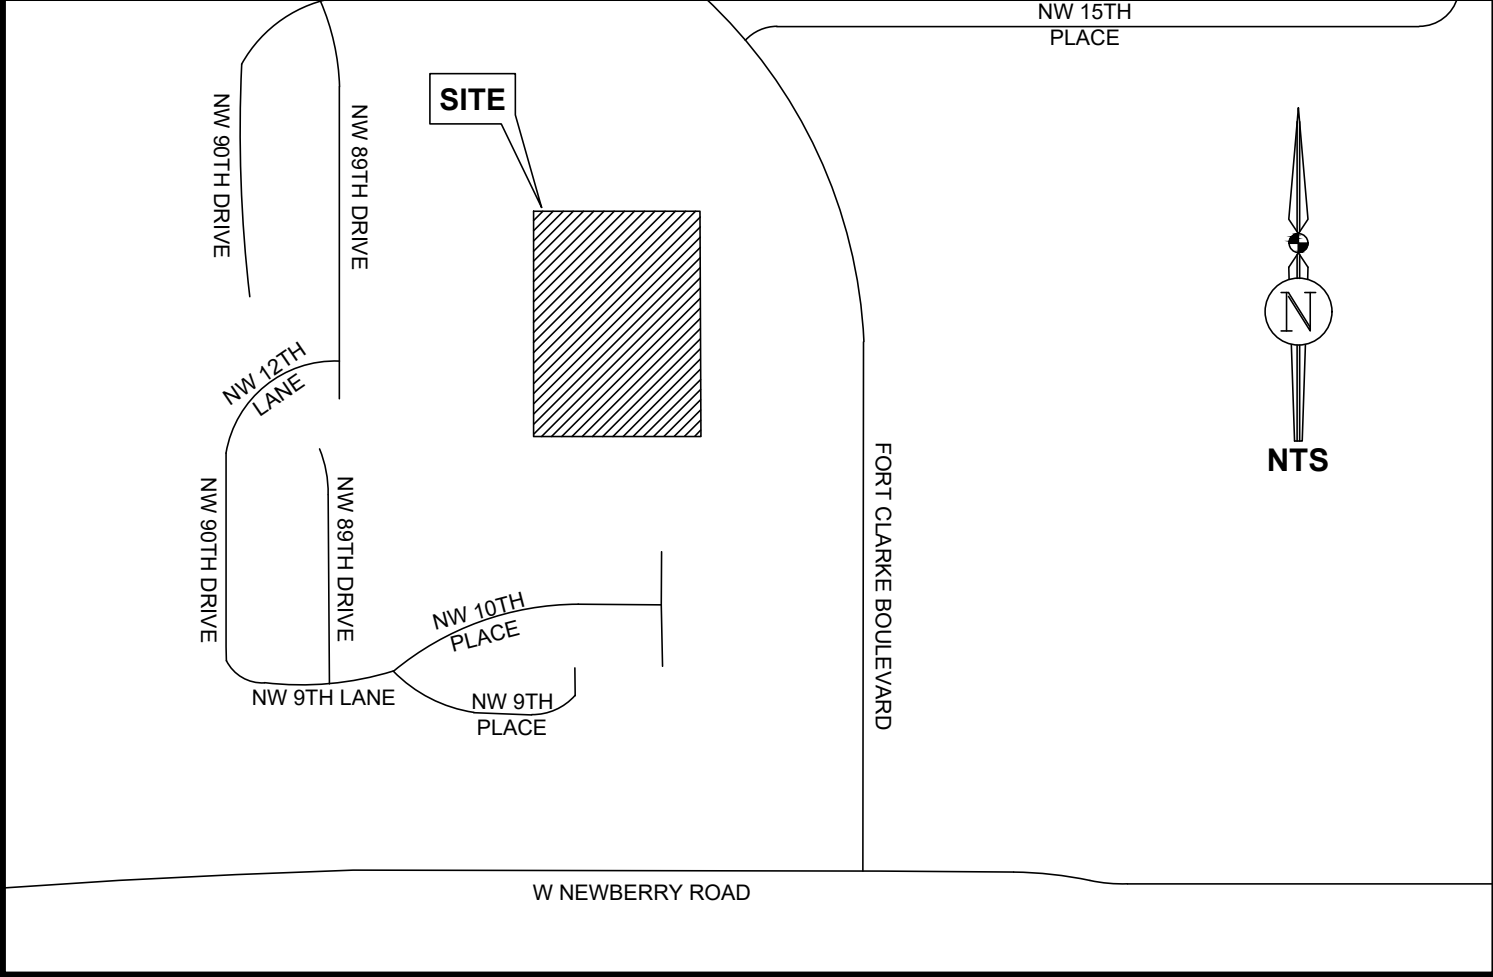 NW 15TH
PLACE
SITE
NW 90TH DRIVE
NW 89TH DRIVE
N
NW 12TH
LANE
NTS
FORT CLARKE BOULEVARD
NW 90TH DRIVE
NW 89TH DRIVE
NW 10TH
PLACE
NW 9TH LANE
NW 9TH
PLACE
W NEWBERRY ROAD